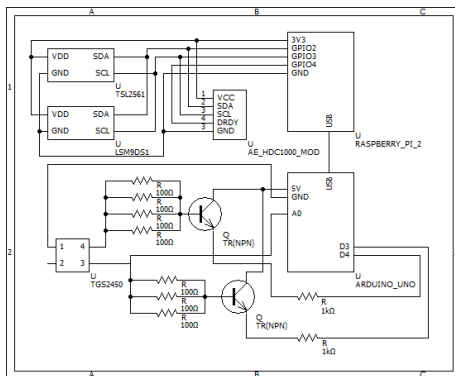 A B C
1
VDD SDA
GND SCL
U
TSL2561
VDD SDA
GND SCL
U
LSM9DS1
1 VCC
2 SDA
3 SCL
4 DRDY
3 GND
U
AE_HDC1000_MOD
3V3
GPIO2
GPIO3
GPIO4
GND
USB
U
RASPBERRY_PI_2
USB
5V
GND
A0
D3
D4
U
ARDUINO_UNO
2
R
100Ω
R
100Ω
R
100Ω
R
100Ω
Q
TR(NPN)
1 4
2 3
U
TGS2450
R
100Ω
R
100Ω
R
100Ω
Q
TR(NPN)
R
1kΩ
R
1kΩ
A B C